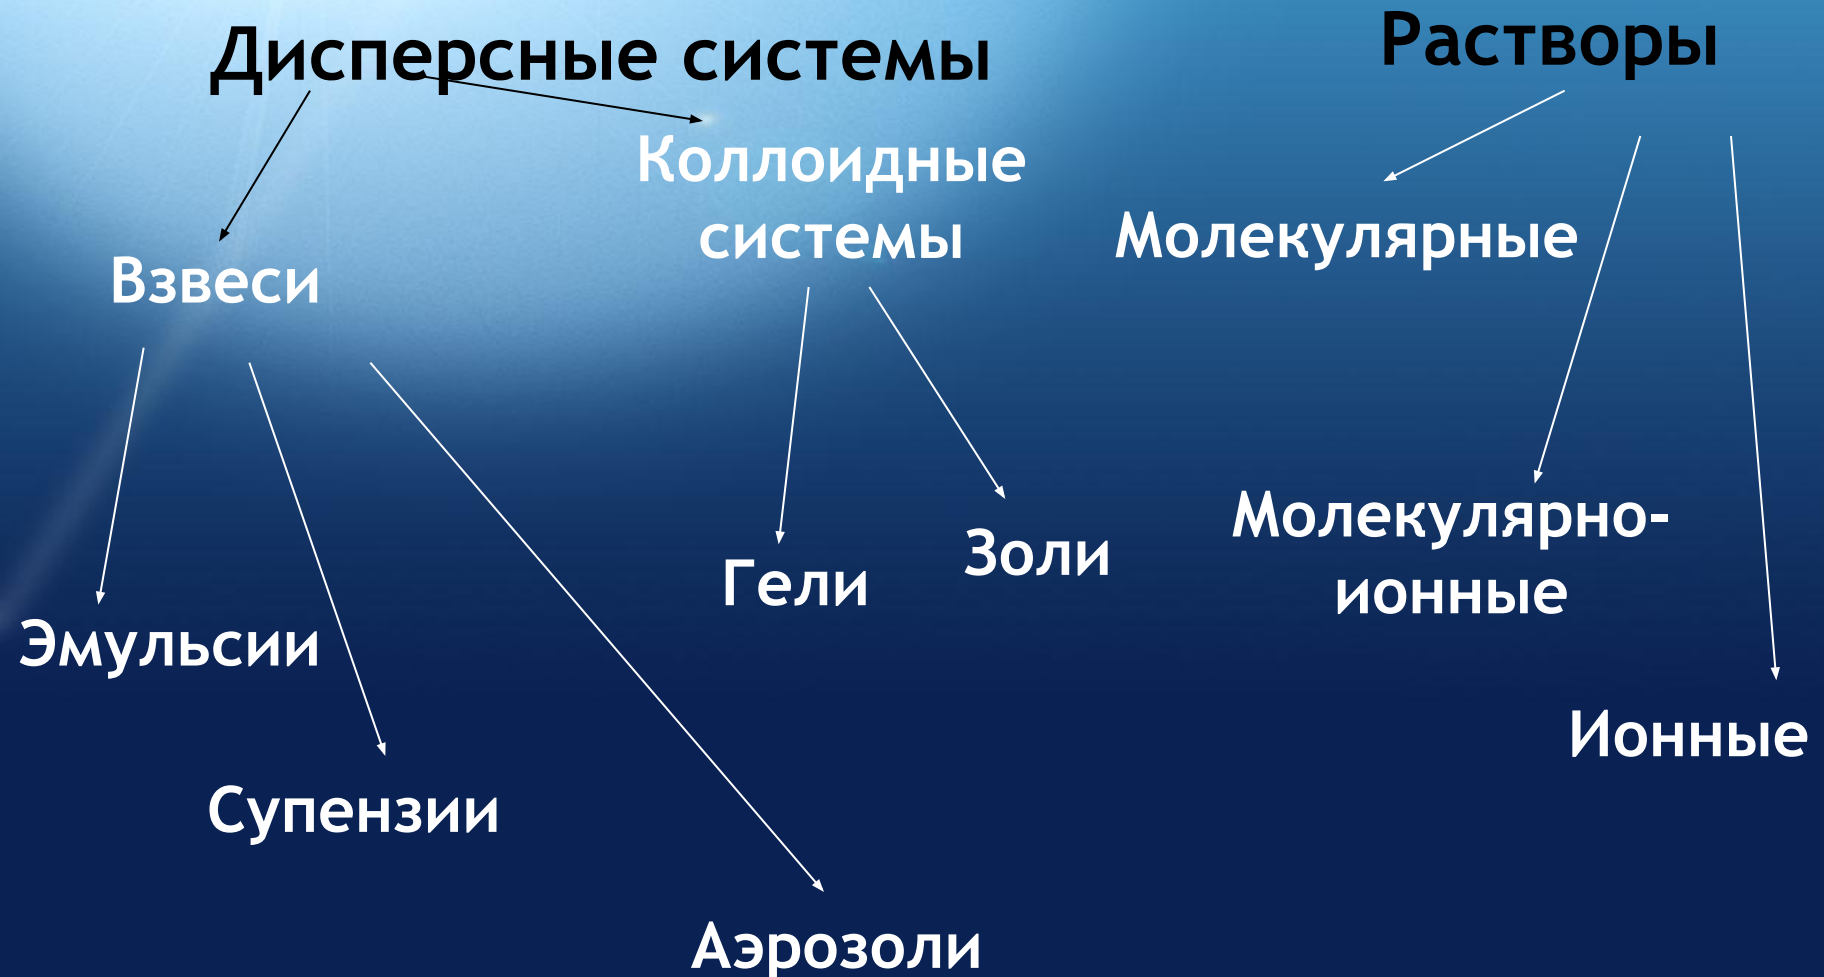 Дисперсные системы
Растворы
Коллоидные
системы
Молекулярные
Взвеси
Молекулярно-
ионные
Золи
Гели
Эмульсии
Ионные
Супензии
Аэрозоли